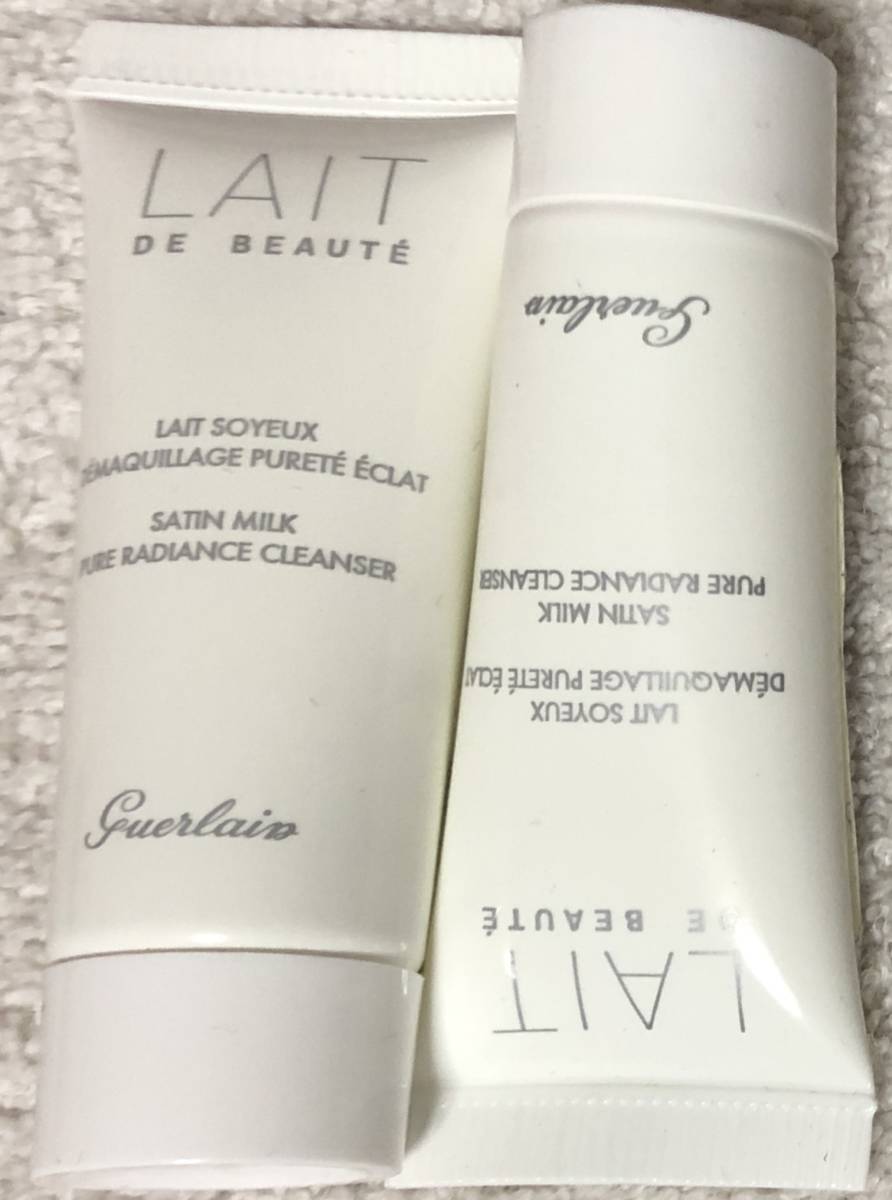 LAIT
DE BEAUTÉ
LAIT SOYEUX
DÉMAQUILLAGE PURETÉ ÉCLAT
SATIN MILK
PURE RADIANCE CLEANSER
Guerlain
LAIT
DE BEAUTÉ
LAIT SOYEUX
DÉMAQUILLAGE PURETÉ ÉCLAT
SATIN MILK
PURE RADIANCE CLEANSER
Guerlain